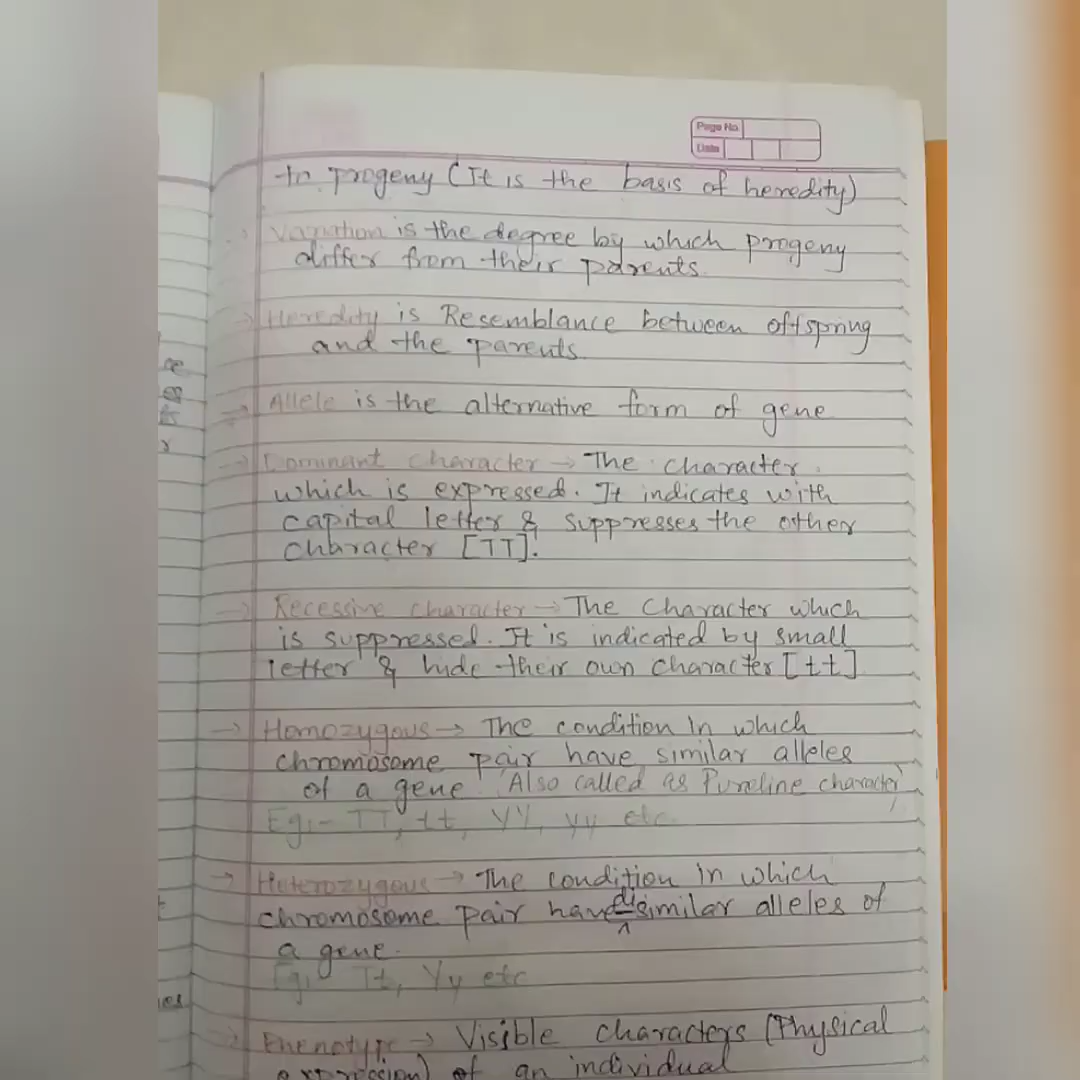 Page No.
Date
to progeny (It is the basis of heredity)
→ Variation is the degree by which progeny
differ from their parents.
→ Heredity is Resemblance between offspring
and the parents.
→ Allele is the alternative form of gene
→ Dominant character → The character
which is expressed. It indicates with
capital letter & suppresses the other
character [TT].
→ Recessive character → The character which
is suppressed. It is indicated by small
letter & hide their own character [tt]
→ Homozygous → The condition in which
chromosome pair have similar alleles
of a gene. Also called as Pureline character
Eg:- TT, tt, YY, yy etc.
→ Heterozygous → The condition in which
chromosome pair have dissimilar alleles of
a gene.
Eg:- Tt, Yy etc
→ Phenotype → Visible characters (Physical
expression) of an individual